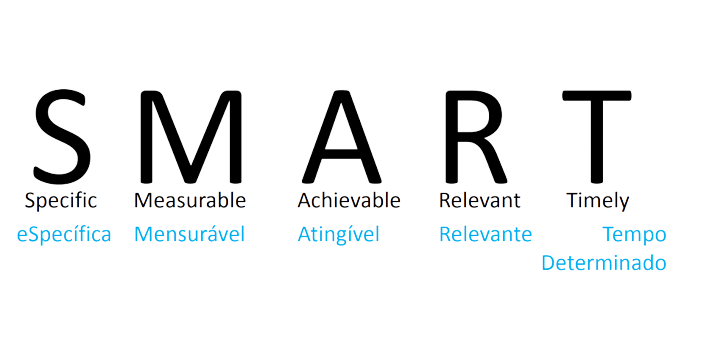 S M A R T
Specific Measurable Achievable Relevant Timely
eSpecífica Mensurável Atingível Relevante Tempo
Determinado